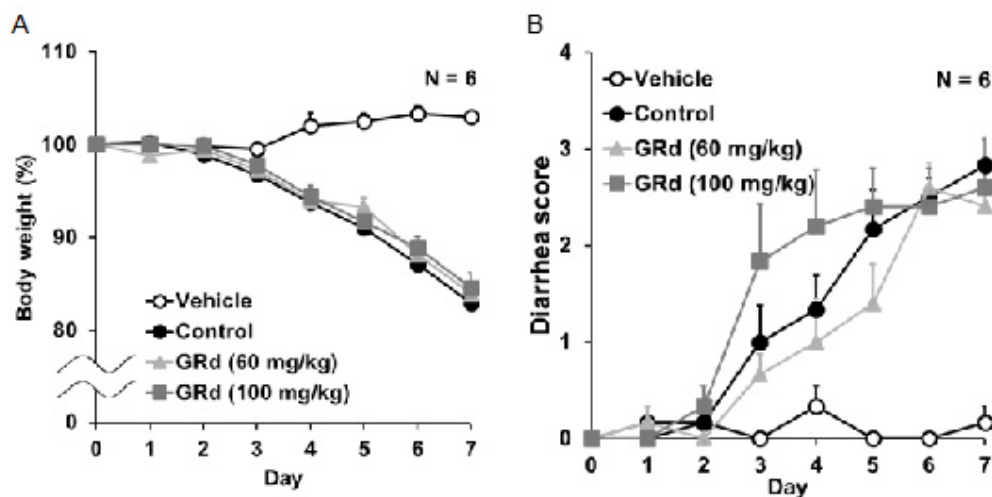 A
110
100
90
80
0
Body weight (%)
N = 6
Vehicle
Control
GRd (60 mg/kg)
GRd (100 mg/kg)
0 1 2 3 4 5 6 7
Day
B
4
3
2
1
0
Diarrhea score
Vehicle
N = 6
Control
GRd (60 mg/kg)
GRd (100 mg/kg)
0 1 2 3 4 5 6 7
Day